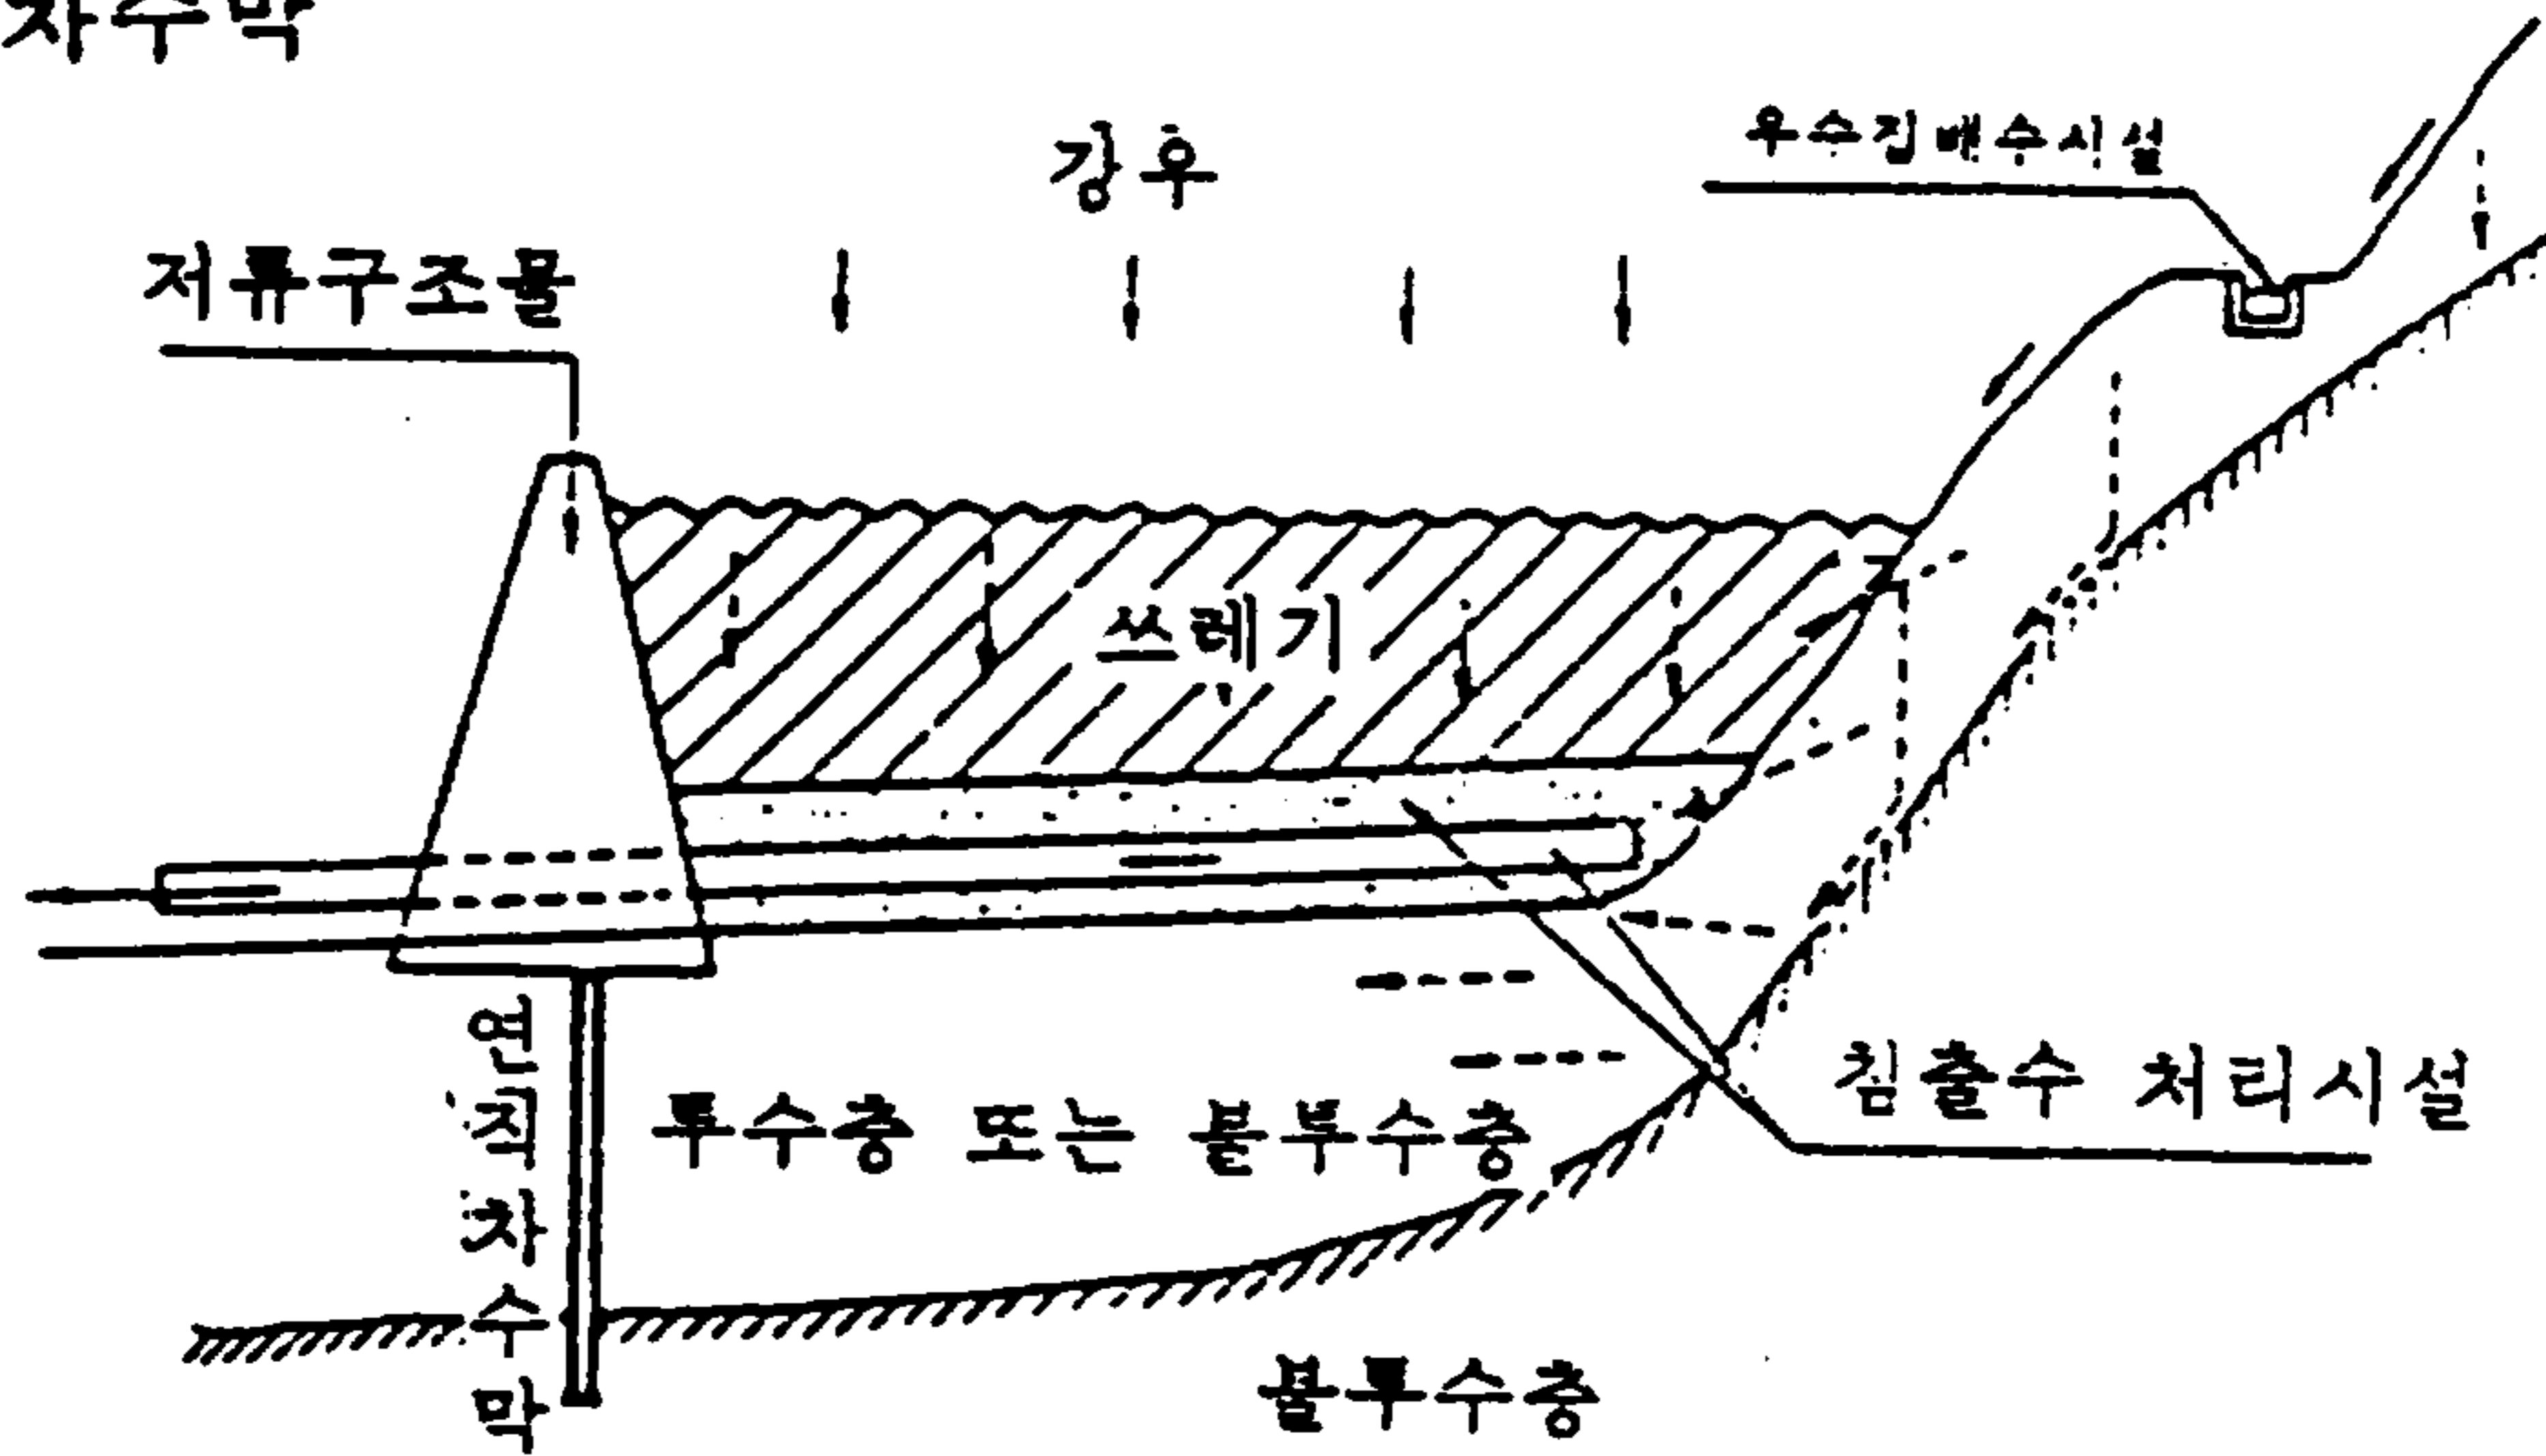 차수막
강우
우수집배수시설
저류구조물
쓰레기
연직차수막
투수층 또는 불투수층
침출수 처리시설
불투수층